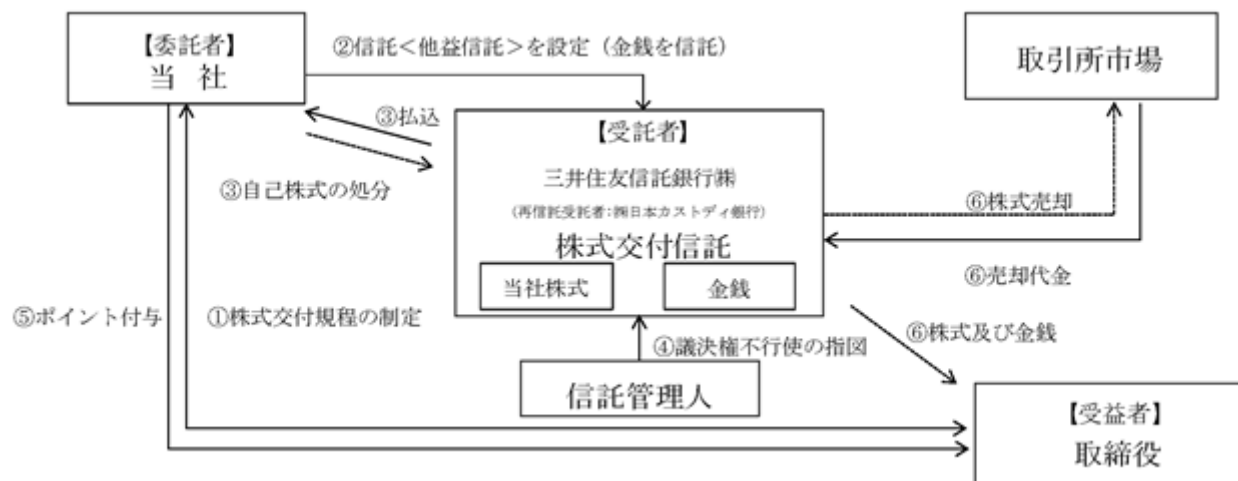 【委託者】
当 社
②信託＜他益信託＞を設定（金銭を信託）
取引所市場
③払込
③自己株式の処分
【受託者】
三井住友信託銀行㈱
(再信託受託者：㈱日本カストディ銀行)
株式交付信託
当社株式
金銭
⑥株式売却
⑥売却代金
⑤ポイント付与
①株式交付規程の制定
④議決権不行使の指図
⑥株式及び金銭
信託管理人
【受益者】
取締役